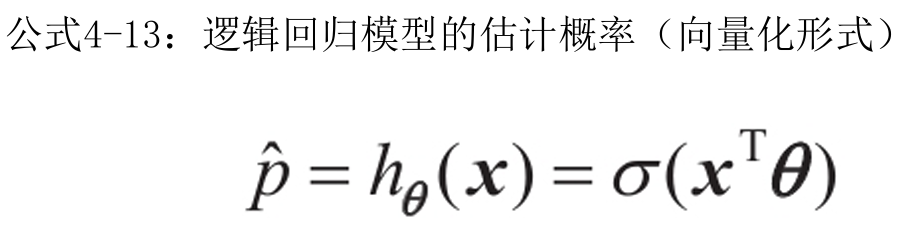 公式4-13：逻辑回归模型的估计概率（向量化形式）
p̂ = h_θ(x) = σ(x^T θ)